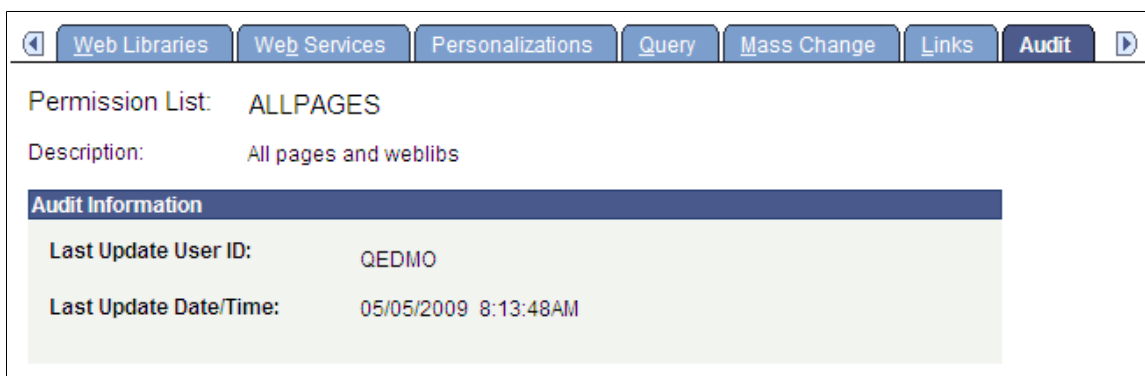 Web Libraries Web Services Personalizations Query Mass Change Links Audit
Permission List: ALLPAGES
Description: All pages and weblibs
Audit Information
Last Update User ID: QEDMO
Last Update Date/Time: 05/05/2009 8:13:48AM